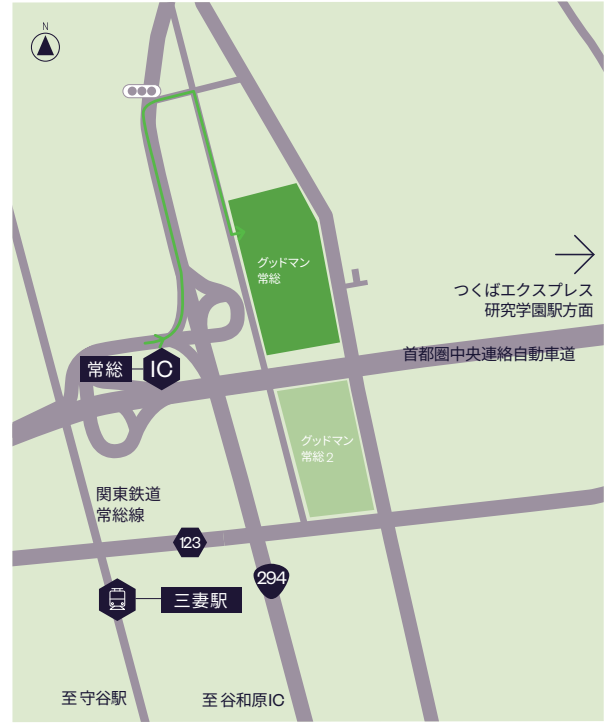 N
グッドマン
常総
つくばエクスプレス
研究学園駅方面
首都圏中央連絡自動車道
常総
IC
グッドマン
常総2
関東鉄道
常総線
123
294
三妻駅
至守谷駅
至谷和原IC